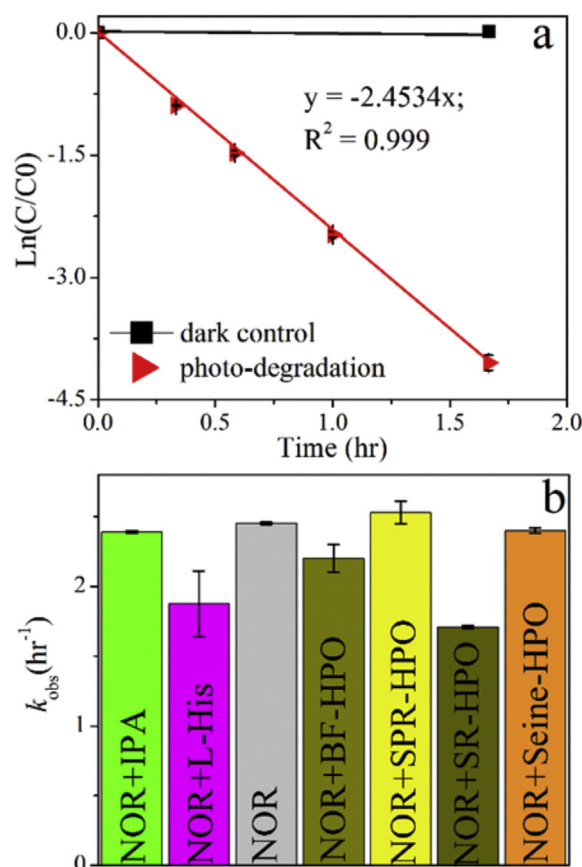 a
0.0
-1.5
-3.0
-4.5
Ln(C/C0)
y = -2.4534x;
R² = 0.999
dark control
photo-degradation
0.0 0.5 1.0 1.5 2.0
Time (hr)
b
2
1
0
k_obs(hr⁻¹)
NOR+IPA
NOR+L-His
NOR
NOR+BF-HPO
NOR+SPR-HPO
NOR+SR-HPO
NOR+Seine-HPO